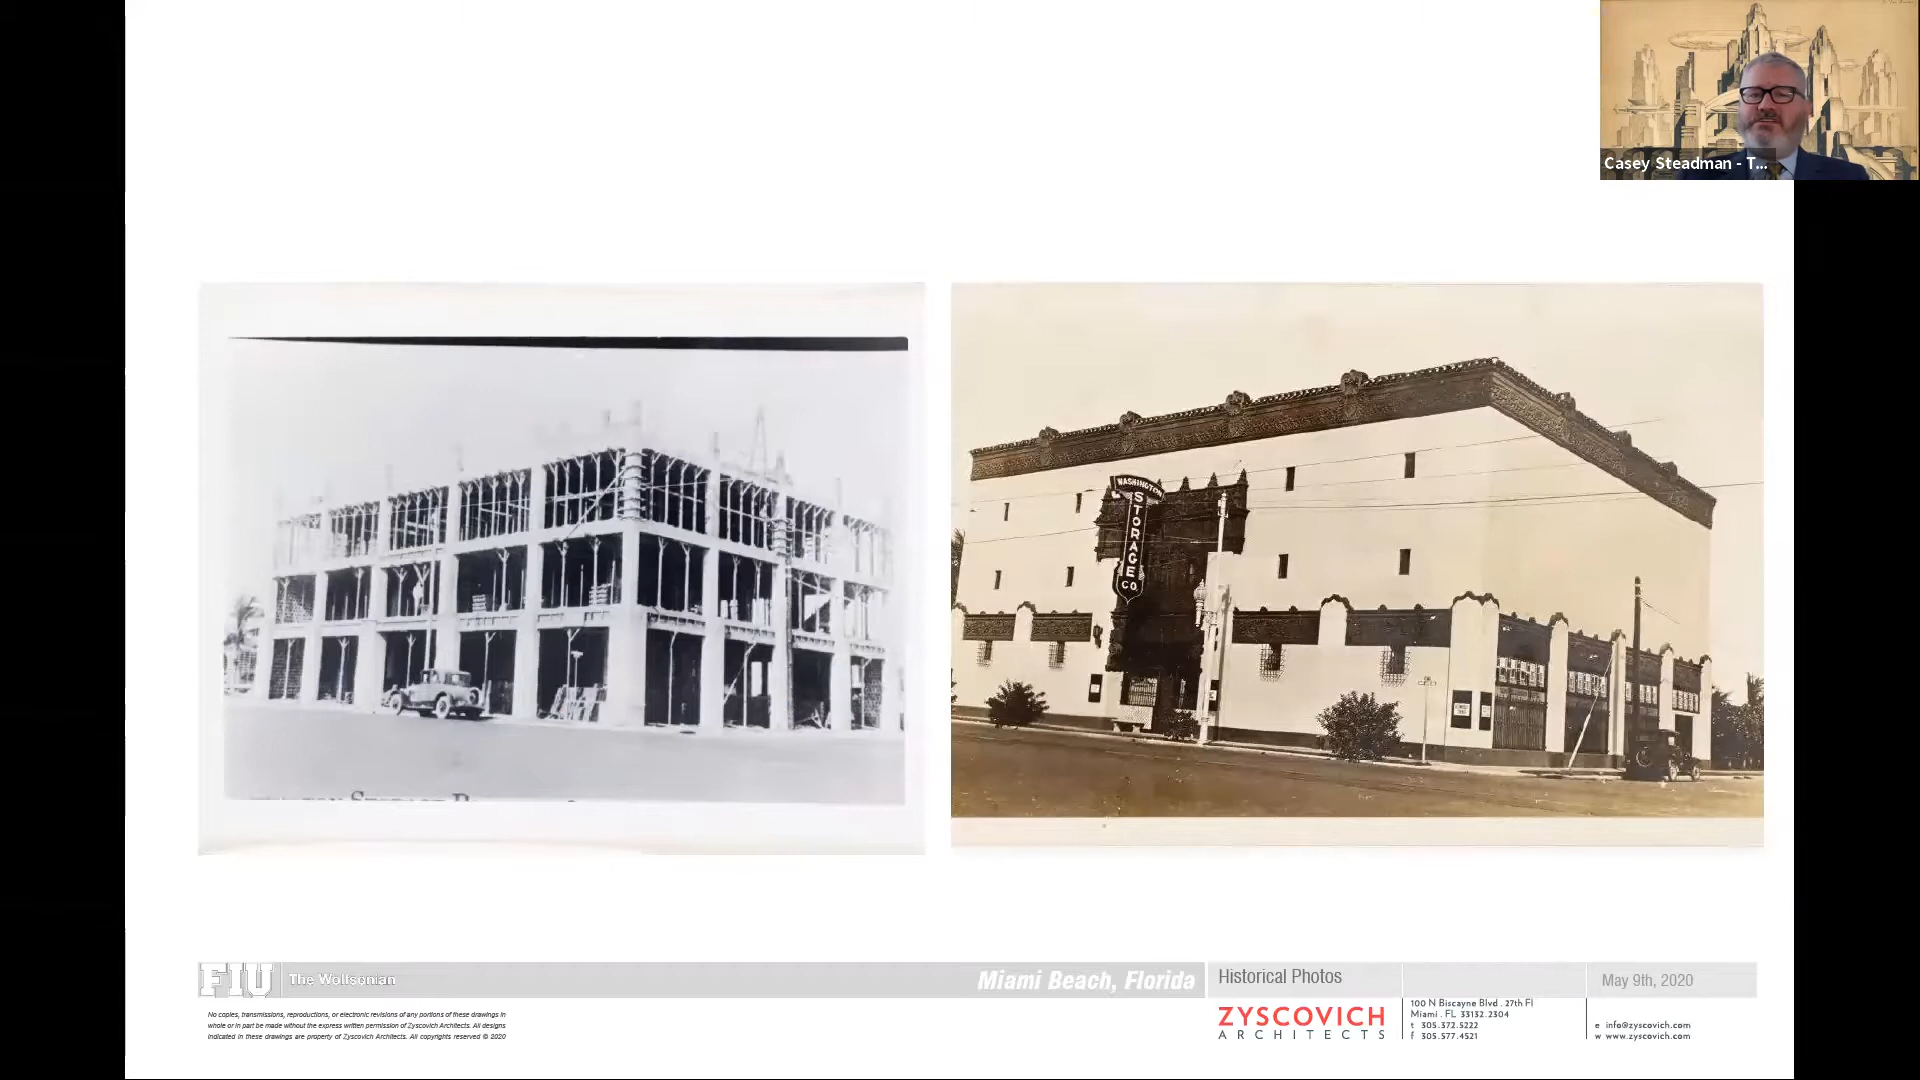 Casey Steadman - T...
WASHINGTON
STORAGE
CO.
FIU
The Wolfsonian
Miami Beach, Florida
Historical Photos
May 9th, 2020
No copies, transmissions, reproductions, or electronic revisions of any portions of these drawings in
whole or in part be made without the express written permission of Zyscovich Architects. All designs
indicated in these drawings are property of Zyscovich Architects. All copyrights reserved © 2020
ZYSCOVICH
ARCHITECTS
100 N Biscayne Blvd . 27th Fl
Miami . FL 33132.2304
t 305.372.5222
f 305.577.4521
e info@zyscovich.com
w www.zyscovich.com